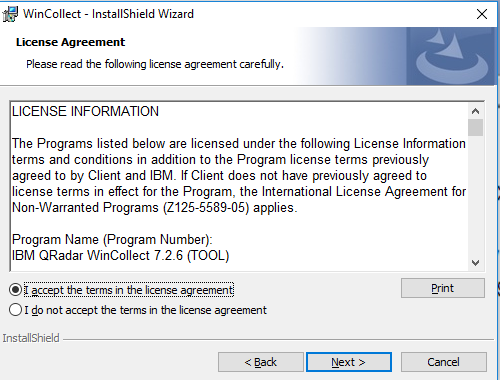 WinCollect - InstallShield Wizard
License Agreement
Please read the following license agreement carefully.
LICENSE INFORMATION
The Programs listed below are licensed under the following License Information
terms and conditions in addition to the Program license terms previously
agreed to by Client and IBM. If Client does not have previously agreed to
license terms in effect for the Program, the International License Agreement for
Non-Warranted Programs (Z125-5589-05) applies.
Program Name (Program Number):
IBM QRadar WinCollect 7.2.6 (TOOL)
I accept the terms in the license agreement
Print
I do not accept the terms in the license agreement
InstallShield
< Back
Next >
Cancel